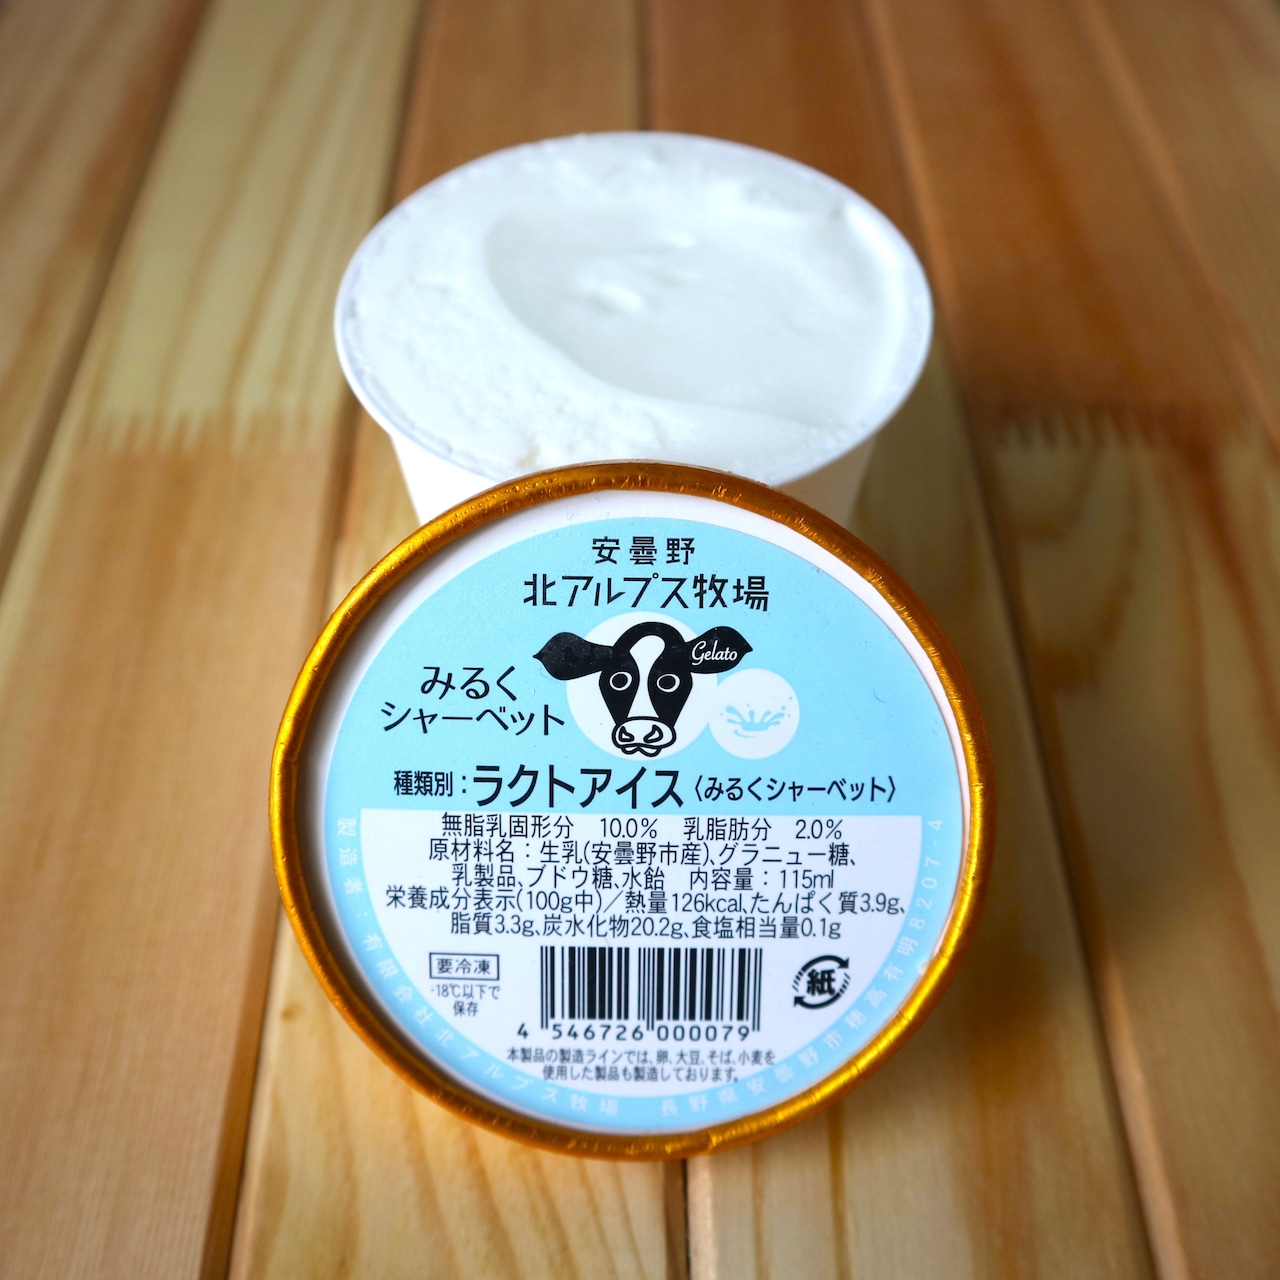 安曇野
北アルプス牧場
Gelato
みるく
シャーベット
種類別：ラクトアイス〈みるくシャーベット〉
無脂乳固形分　10.0%　乳脂肪分　2.0%
原材料名：生乳(安曇野市産)、グラニュー糖、
乳製品、ブドウ糖、水飴　内容量：115ml
栄養成分表示(100g中)／熱量126kcal、たんぱく質3.9g、
脂質3.3g、炭水化物20.2g、食塩相当量0.1g
要冷凍
-18℃以下で
保存
4 546726 000079
紙
本製品の製造ラインでは、卵、大豆、そば、小麦を
使用した製品も製造しております。
製造者：有限会社北アルプス牧場　長野県安曇野市穂高有明8207-4